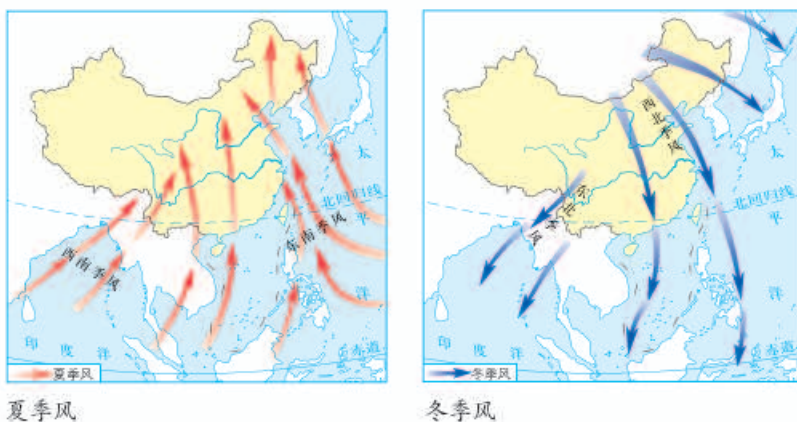 太
北回归线
平
西南季风
东南季风
洋
印度洋
赤道
夏季风
夏季风
西北季风
太
北回归线
平
东北季风
洋
印度洋
赤道
冬季风
冬季风